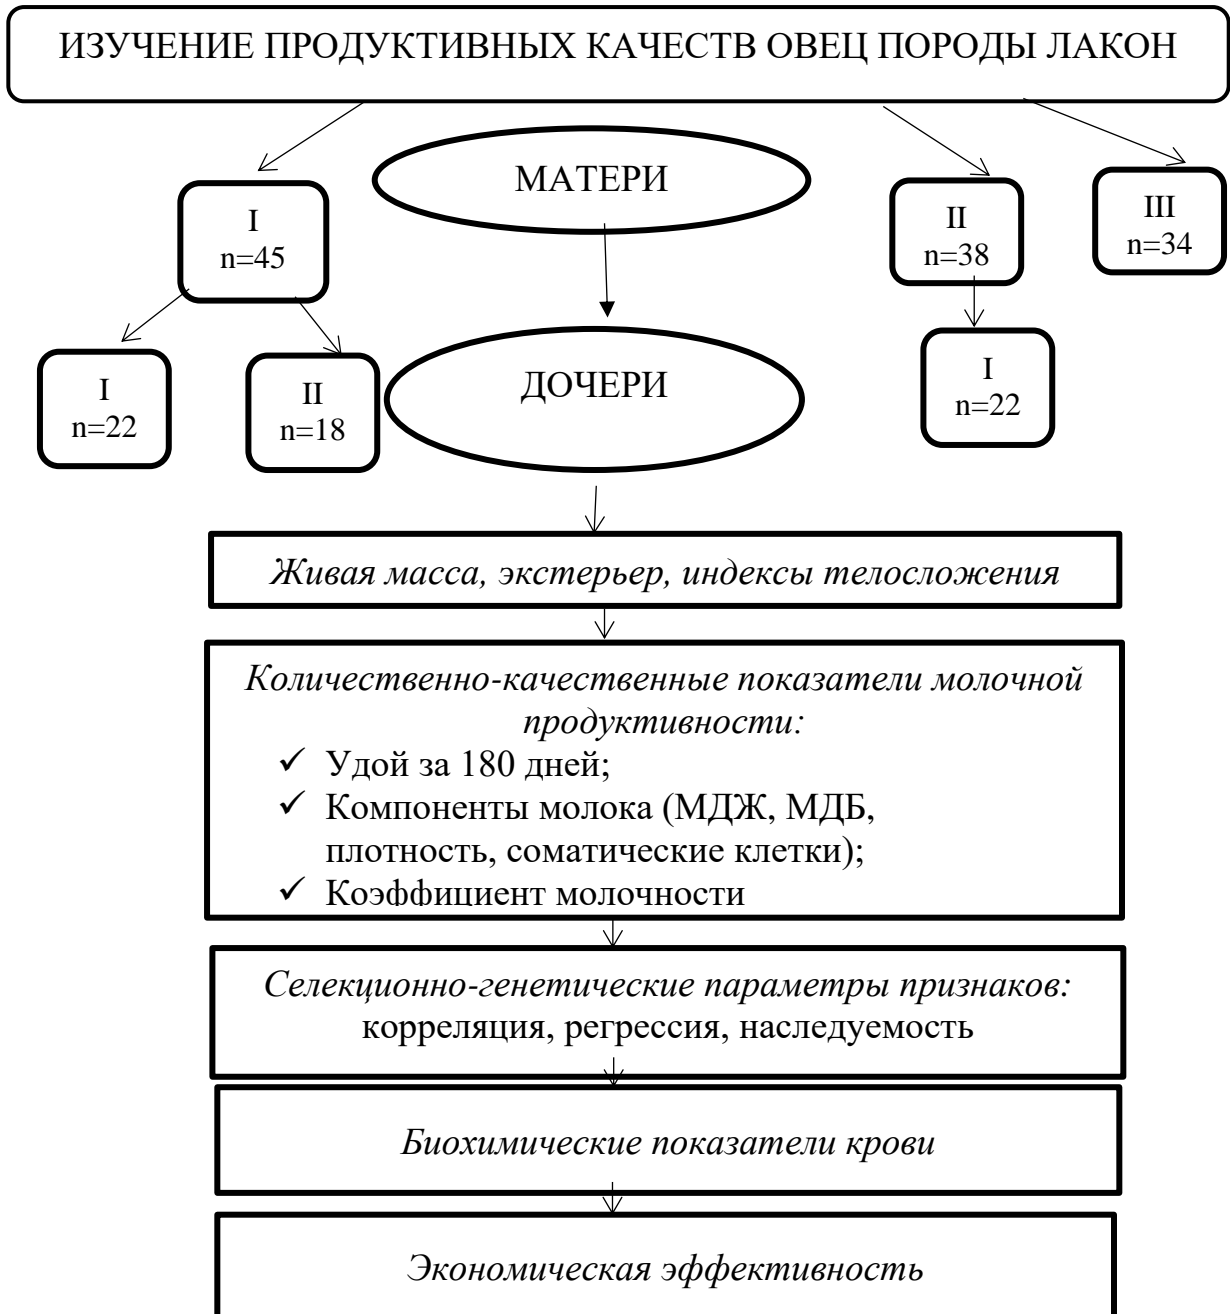 ИЗУЧЕНИЕ ПРОДУКТИВНЫХ КАЧЕСТВ ОВЕЦ ПОРОДЫ ЛАКОН
МАТЕРИ
I
n=45
II
n=38
III
n=34
ДОЧЕРИ
I
n=22
II
n=18
I
n=22
Живая масса, экстерьер, индексы телосложения
Количественно-качественные показатели молочной
продуктивности:
✓ Удой за 180 дней;
✓ Компоненты молока (МДЖ, МДБ,
плотность, соматические клетки);
✓ Коэффициент молочности
Селекционно-генетические параметры признаков:
корреляция, регрессия, наследуемость
Биохимические показатели крови
Экономическая эффективность